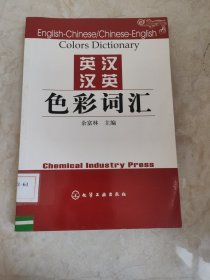 English-Chinese/Chinese-English
Colors Dictionary
英汉
汉英
色彩词汇
余富林 主编
Chemical Industry Press
化学工业出版社